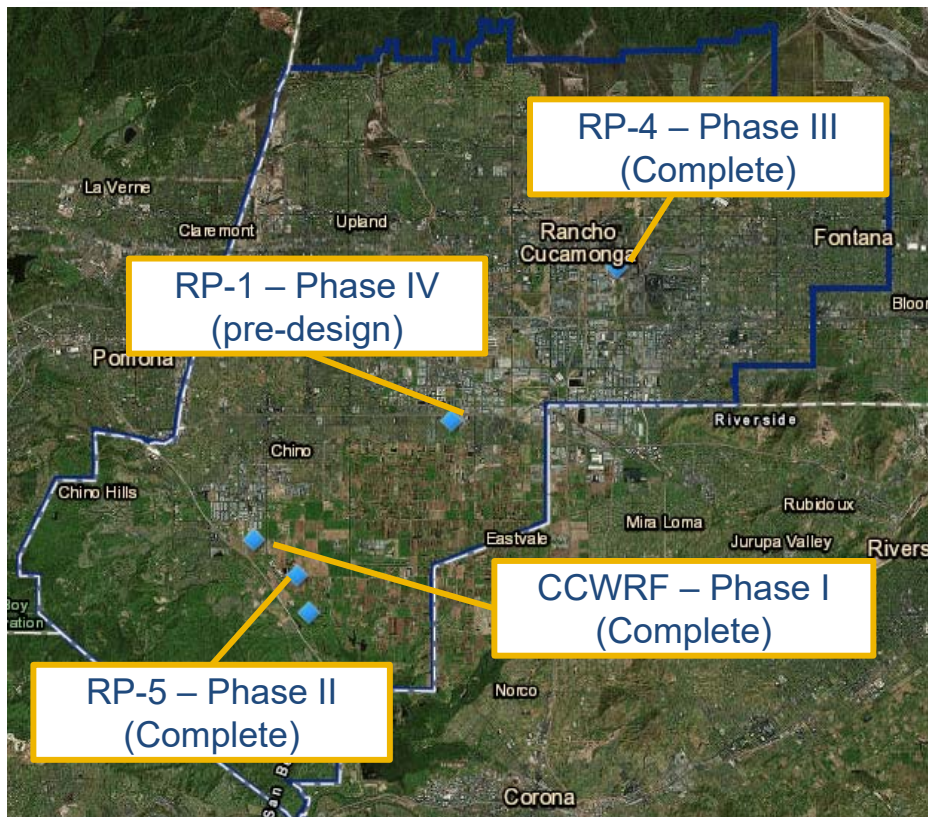 RP-4 – Phase III
(Complete)
La Verne
Claremont
Upland
Rancho
Cucamonga
Fontana
RP-1 – Phase IV
(pre-design)
Pomona
Riverside
Chino
Chino Hills
Rubidoux
Mira Loma
Eastvale
Jurupa Valley
CCWRF – Phase I
(Complete)
RP-5 – Phase II
(Complete)
Norco
Corona